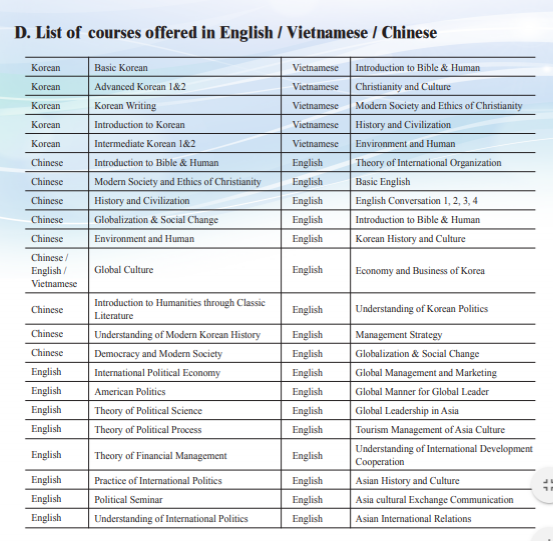 D. List of courses offered in English / Vietnamese / Chinese
Korean Basic Korean Vietnamese Introduction to Bible & Human
Korean Advanced Korean 1&2 Vietnamese Christianity and Culture
Korean Korean Writing Vietnamese Modern Society and Ethics of Christianity
Korean Introduction to Korean Vietnamese History and Civilization
Korean Intermediate Korean 1&2 Vietnamese Environment and Human
Chinese Introduction to Bible & Human English Theory of International Organization
Chinese Modern Society and Ethics of Christianity English Basic English
Chinese History and Civilization English English Conversation 1, 2, 3, 4
Chinese Globalization & Social Change English Introduction to Bible & Human
Chinese Environment and Human English Korean History and Culture
Chinese /
English /
Vietnamese
Global Culture English Economy and Business of Korea
Chinese
Introduction to Humanities through Classic
Literature
English Understanding of Korean Politics
Chinese Understanding of Modern Korean History English Management Strategy
Chinese Democracy and Modern Society English Globalization & Social Change
English International Political Economy English Global Management and Marketing
English American Politics English Global Manner for Global Leader
English Theory of Political Science English Global Leadership in Asia
English Theory of Political Process English Tourism Management of Asia Culture
English Theory of Financial Management English
Understanding of International Development
Cooperation
English Practice of International Politics English Asian History and Culture
English Political Seminar English Asia cultural Exchange Communication
English Understanding of International Politics English Asian International Relations